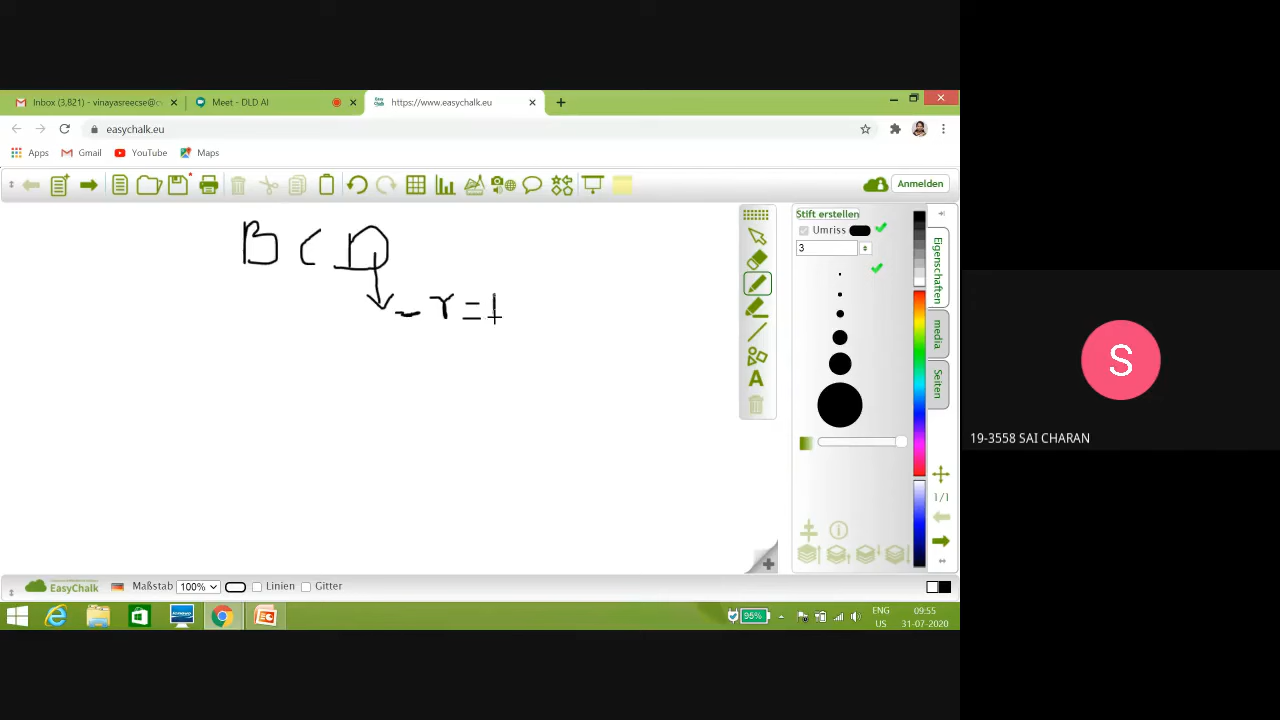 Inbox (3,821) - vinayasreecse@c
Meet - DLD AI
https://www.easychalk.eu
easychalk.eu
Apps
Gmail
YouTube
Maps
Anmelden
B C D
- r = 1
Stift erstellen
Umriss
3
Eigenschaften
media
Seiten
1/1
S
19-3558 SAI CHARAN
EasyChalk
Maßstab
100%
Linien
Gitter
95%
ENG
US
09:55
31-07-2020